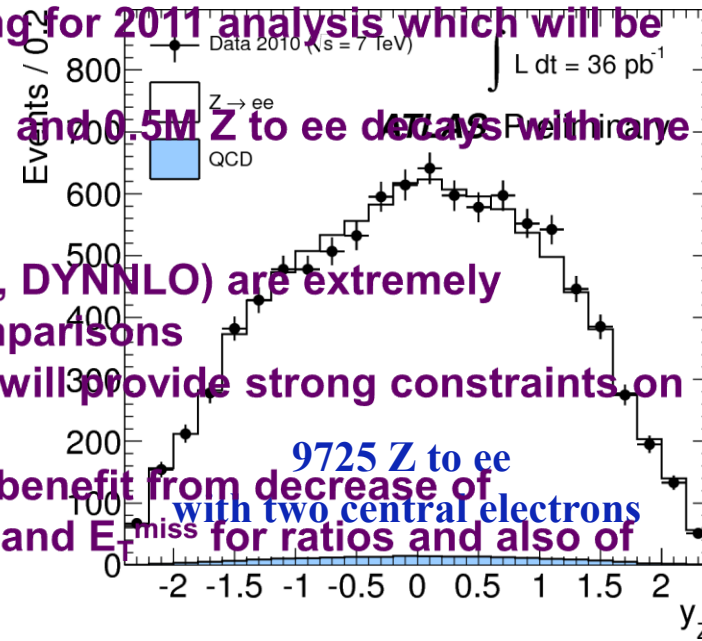 ng for 2011 analysis which will be
Data 2010 (√s = 7 TeV)
∫ L dt = 36 pb⁻¹
Events / 0.2
800
Z → ee
and 0.5M Z to ee decays with one
700
ATLAS Preliminary
QCD
600
500
, DYNNLO) are extremely
400
nparisons
300
will provide strong constraints on
200
9725 Z to ee
benefit from decrease of
100
with two central electrons
and E_T^miss for ratios and also of
0
-2 -1.5 -1 -0.5 0 0.5 1 1.5 2
y_Z